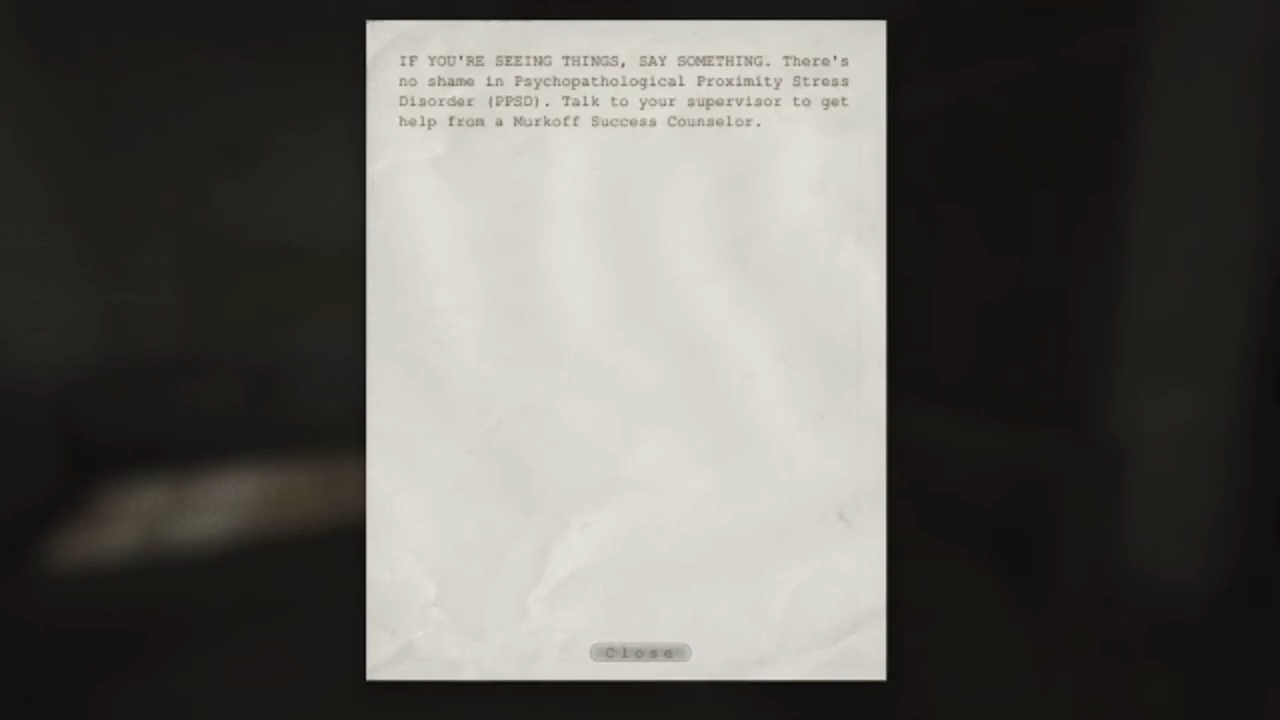 IF YOU'RE SEEING THINGS, SAY SOMETHING. There's
no shame in Psychopathological Proximity Stress
Disorder (PPSD). Talk to your supervisor to get
help from a Murkoff Success Counselor.
Close